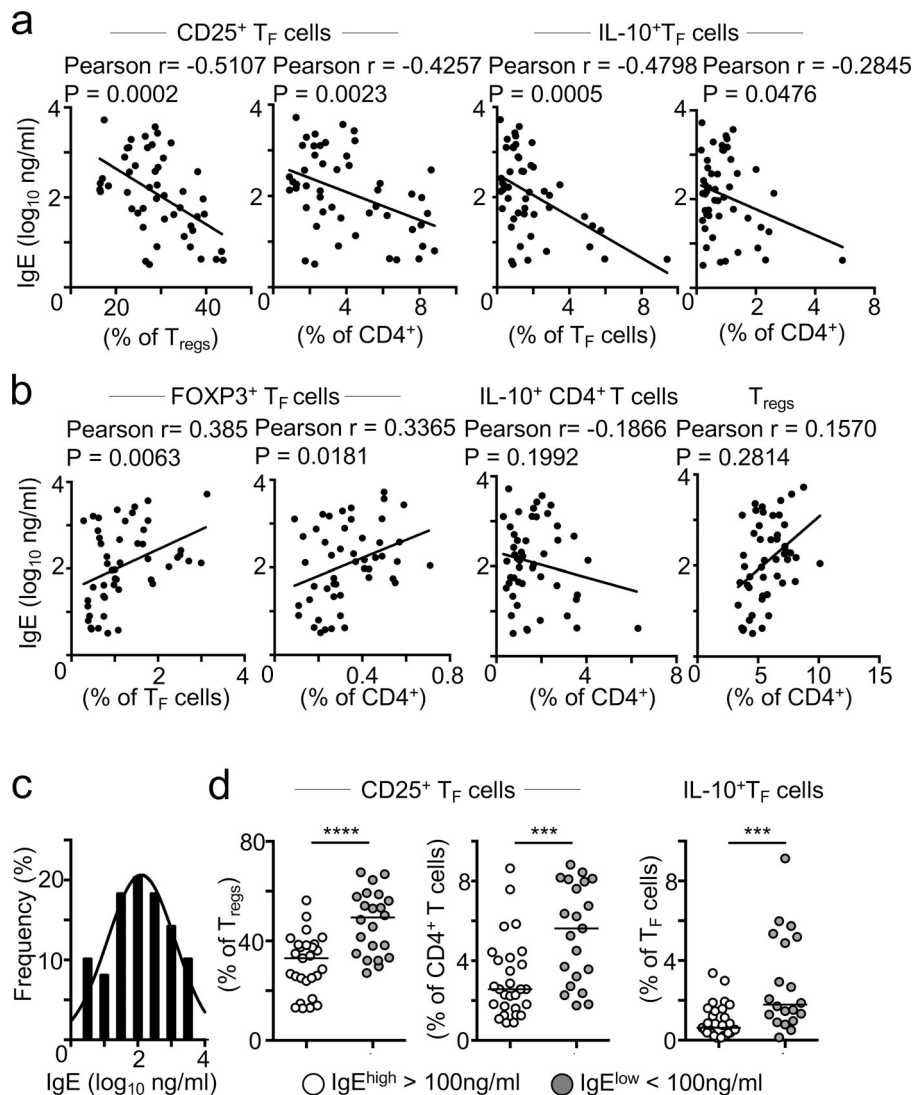 a
CD25⁺ T_F cells IL-10⁺T_F cells
Pearson r= -0.5107 Pearson r= -0.4257 Pearson r= -0.4798 Pearson r= -0.2845
P = 0.0002 P = 0.0023 P = 0.0005 P = 0.0476
4 4 4 4
2 2 2 2
IgE (log₁₀ ng/ml)
0 20 40 0 4 8 0 2 4 6 8 0 2 4 8
(% of T_regs) (% of CD4⁺) (% of T_F cells) (% of CD4⁺)
b
FOXP3⁺ T_F cells IL-10⁺ CD4⁺ T cells T_regs
Pearson r= 0.385 Pearson r = 0.3365 Pearson r= -0.1866 Pearson r = 0.1570
P = 0.0063 P = 0.0181 P = 0.1992 P = 0.2814
4 4 4 4
2 2 2 2
IgE (log₁₀ ng/ml)
0 2 4 0 0.4 0.8 0 4 8 0 5 10 15
(% of T_F cells) (% of CD4⁺) (% of CD4⁺) (% of CD4⁺)
c
Frequency (%)
20
10
0 2 4
IgE (log₁₀ ng/ml)
d
CD25⁺ T_F cells IL-10⁺T_F cells
**** *** ***
80 8 8
40 4 4
0 0 0
(% of T_regs) (% of CD4⁺ T cells) (% of T_F cells)
IgE^high > 100ng/ml IgE^low < 100ng/ml